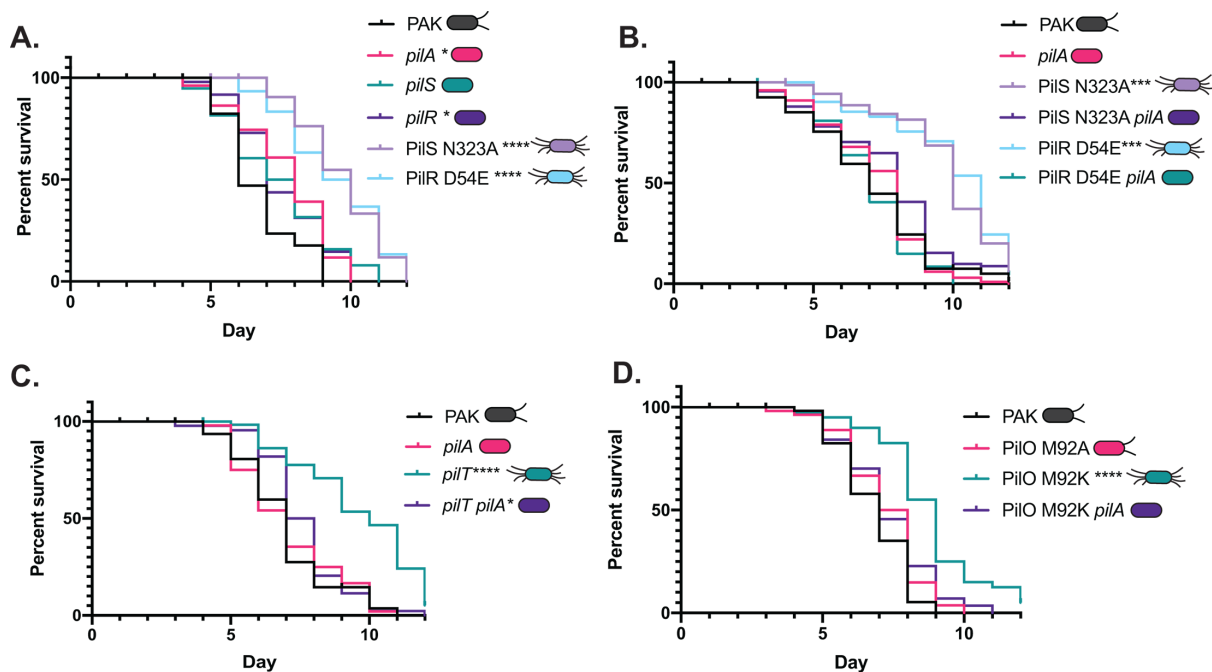 A.
PAK
pilA *
pilS
pilR *
PilS N323A ****
PilR D54E ****
Percent survival
100
50
0
0 5 10
Day
B.
PAK
pilA
PilS N323A***
PilS N323A pilA
PilR D54E***
PilR D54E pilA
Percent survival
100
50
0
0 5 10
Day
C.
PAK
pilA
pilT****
pilT pilA*
Percent survival
100
50
0
0 5 10
Day
D.
PAK
PilO M92A
PilO M92K ****
PilO M92K pilA
Percent survival
100
50
0
0 5 10
Day